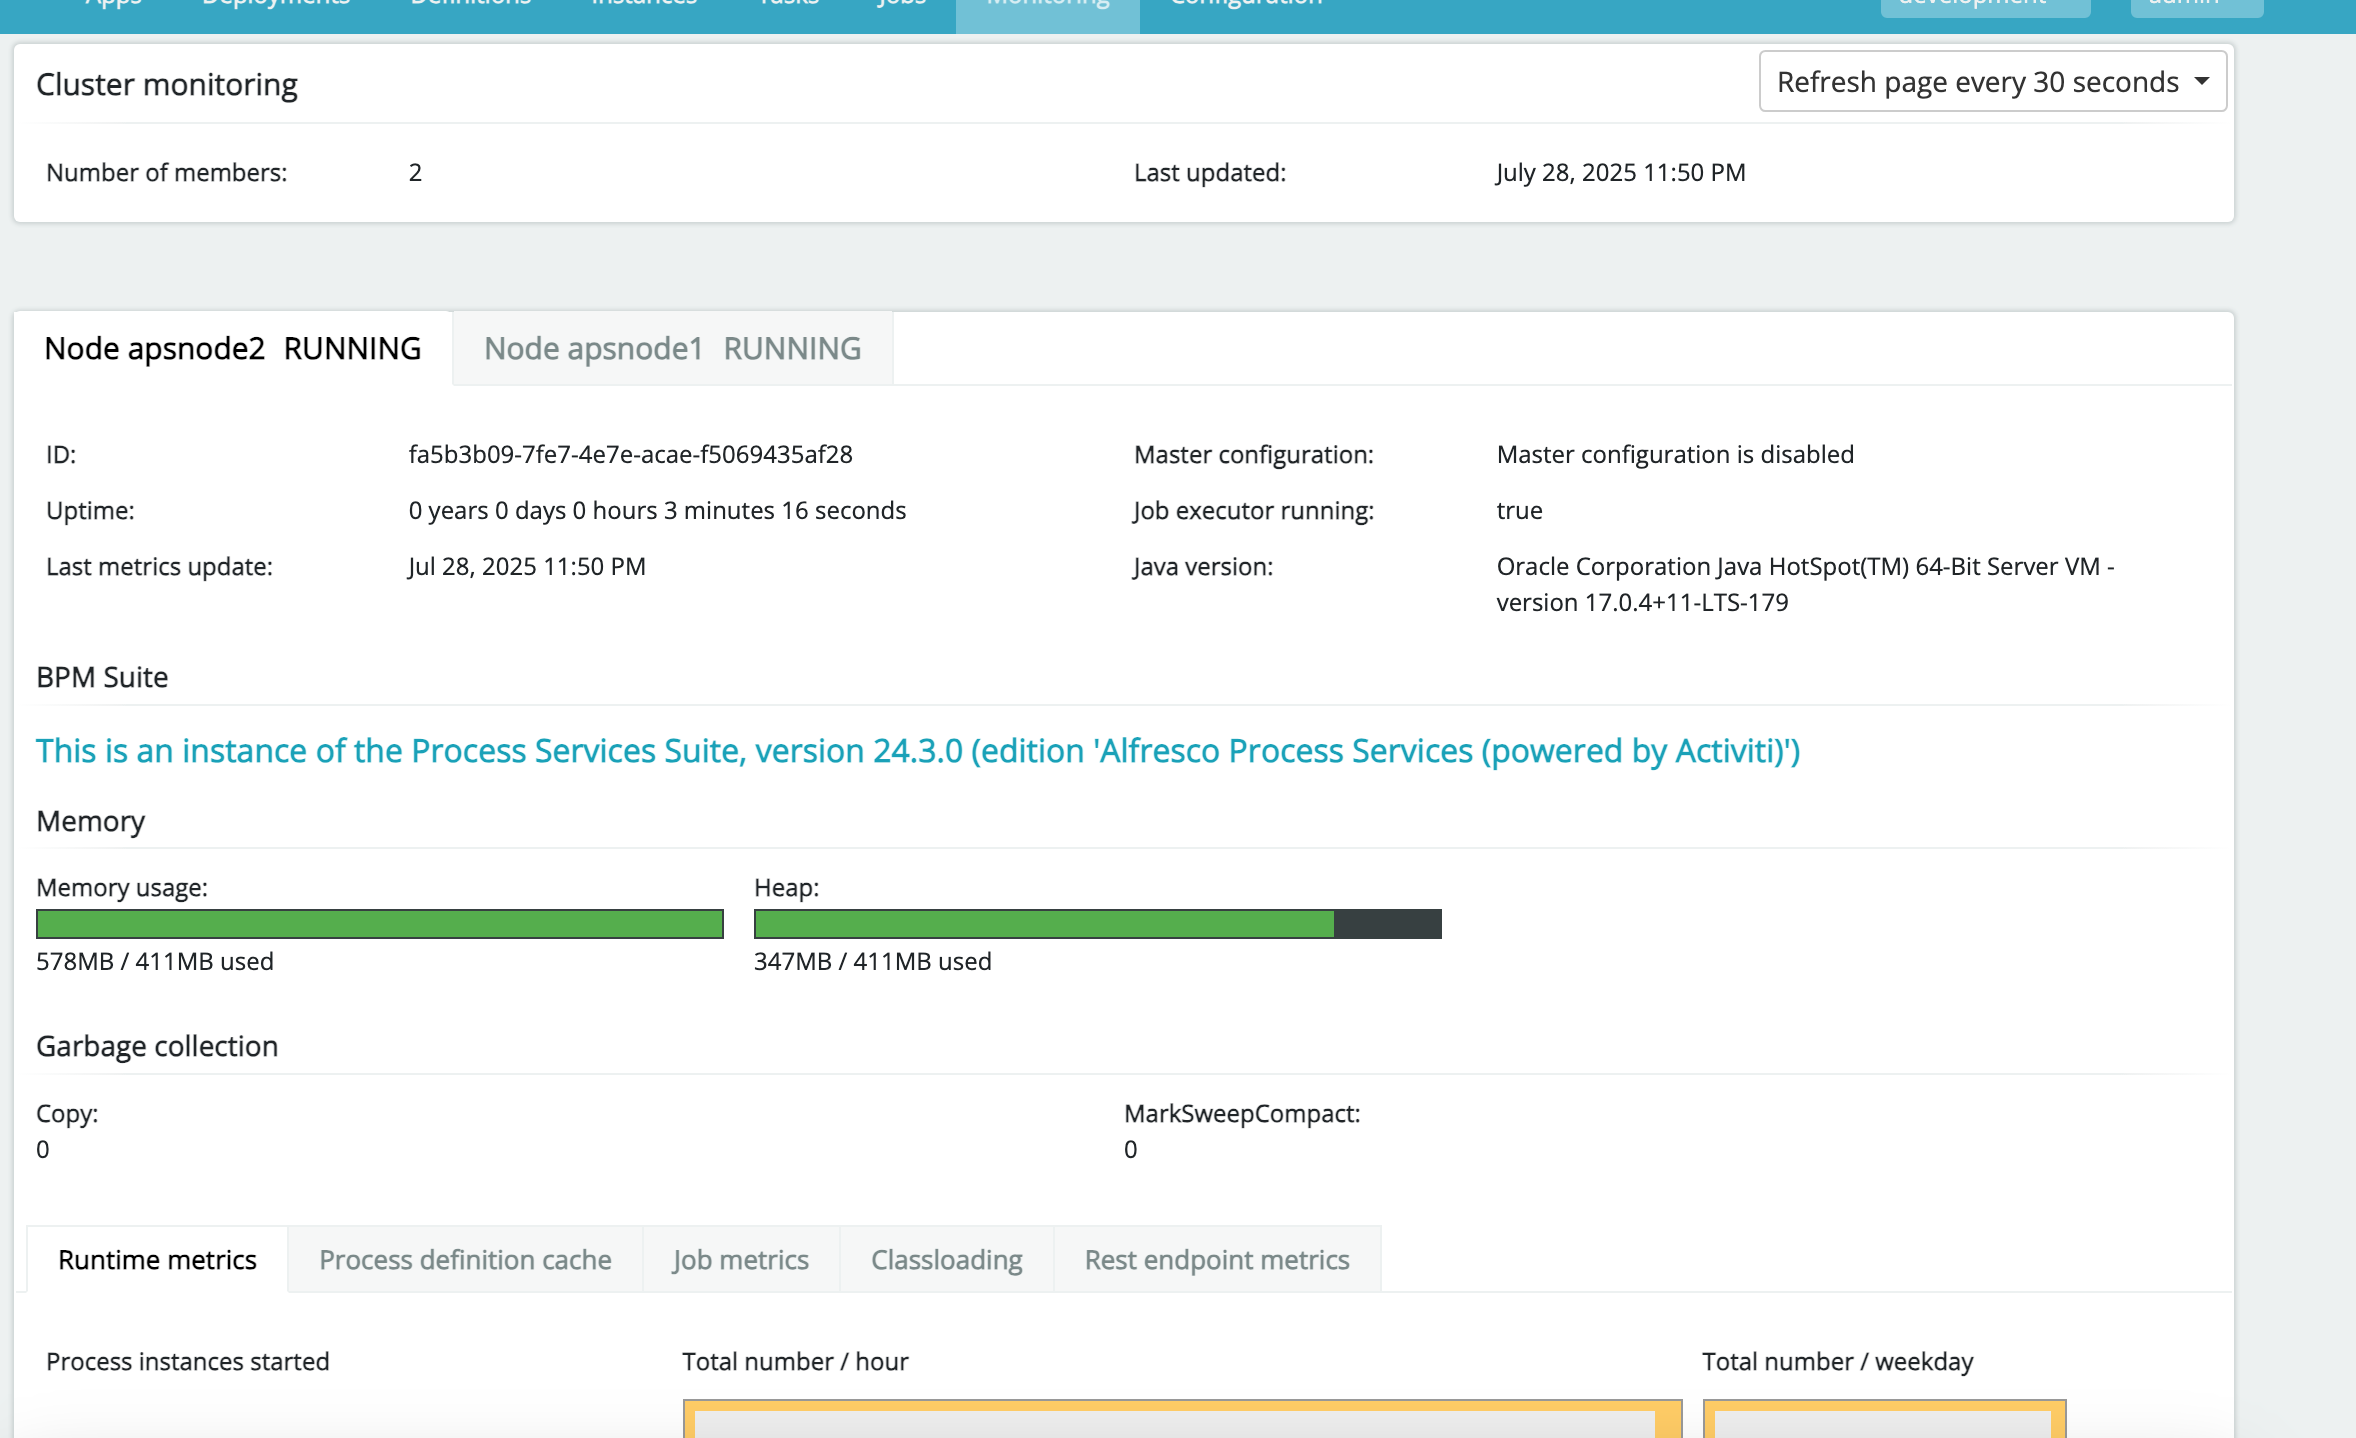 Apps Deployments Definitions Instances Tasks Jobs Monitoring Configuration development admin
Cluster monitoring
Refresh page every 30 seconds
Number of members: 2 Last updated: July 28, 2025 11:50 PM
Node apsnode2 RUNNING Node apsnode1 RUNNING
ID: fa5b3b09-7fe7-4e7e-acae-f5069435af28 Master configuration: Master configuration is disabled
Uptime: 0 years 0 days 0 hours 3 minutes 16 seconds Job executor running: true
Last metrics update: Jul 28, 2025 11:50 PM Java version: Oracle Corporation Java HotSpot(TM) 64-Bit Server VM -
version 17.0.4+11-LTS-179
BPM Suite
This is an instance of the Process Services Suite, version 24.3.0 (edition 'Alfresco Process Services (powered by Activiti)')
Memory
Memory usage: Heap:
578MB / 411MB used 347MB / 411MB used
Garbage collection
Copy: MarkSweepCompact:
0 0
Runtime metrics Process definition cache Job metrics Classloading Rest endpoint metrics
Process instances started Total number / hour Total number / weekday